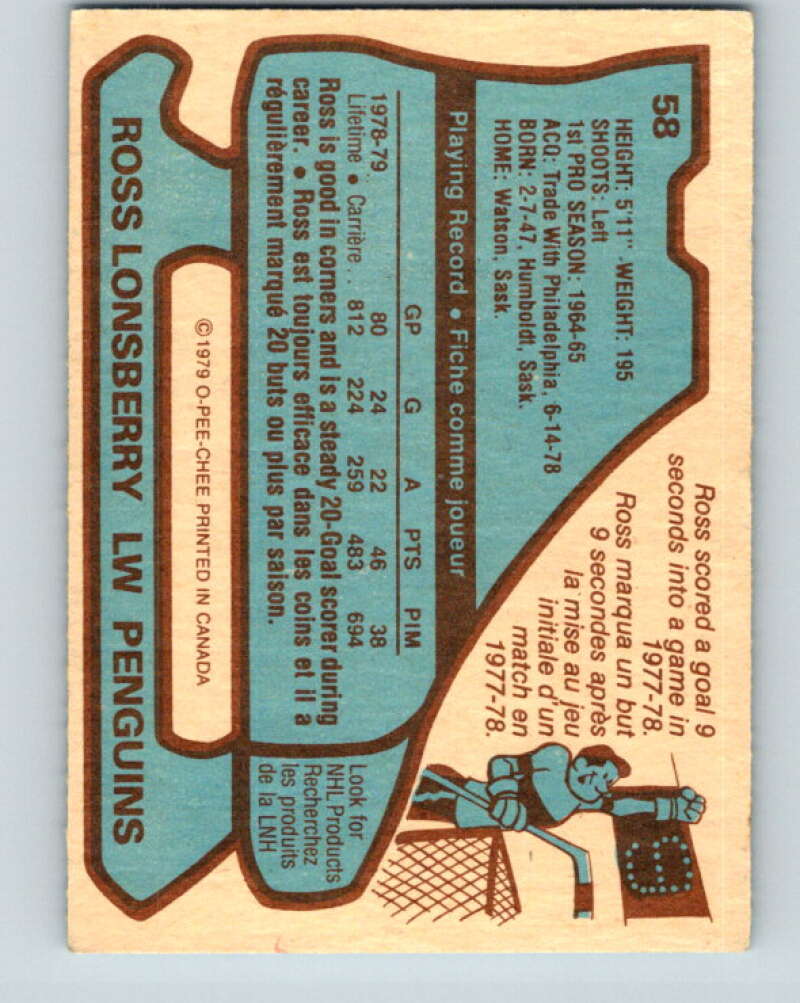 58
HEIGHT: 5'11" WEIGHT: 195
SHOOTS: Left
1st PRO SEASON: 1964-65
ACQ: Trade With Philadelphia, 6-14-78
BORN: 2-7-47, Humboldt, Sask.
HOME: Watson, Sask.
Ross scored a goal 9
seconds into a game in
1977-78.
Ross marqua un but
9 secondes après
la mise au jeu
initiale d'un
match en
1977-78.
:09
Playing Record • Fiche comme joueur
GP G A PTS PIM
1978-79 80 24 22 46 38
Lifetime • Carrière.. 812 224 259 483 694
Ross is good in corners and is a steady 20-Goal scorer during
career. • Ross est toujours efficace dans les coins et il a
régulièrement marqué 20 buts ou plus par saison.
Look for
NHL Products
Recherchez
les produits
de la LNH
©1979 O-PEE-CHEE PRINTED IN CANADA
ROSS LONSBERRY LW PENGUINS